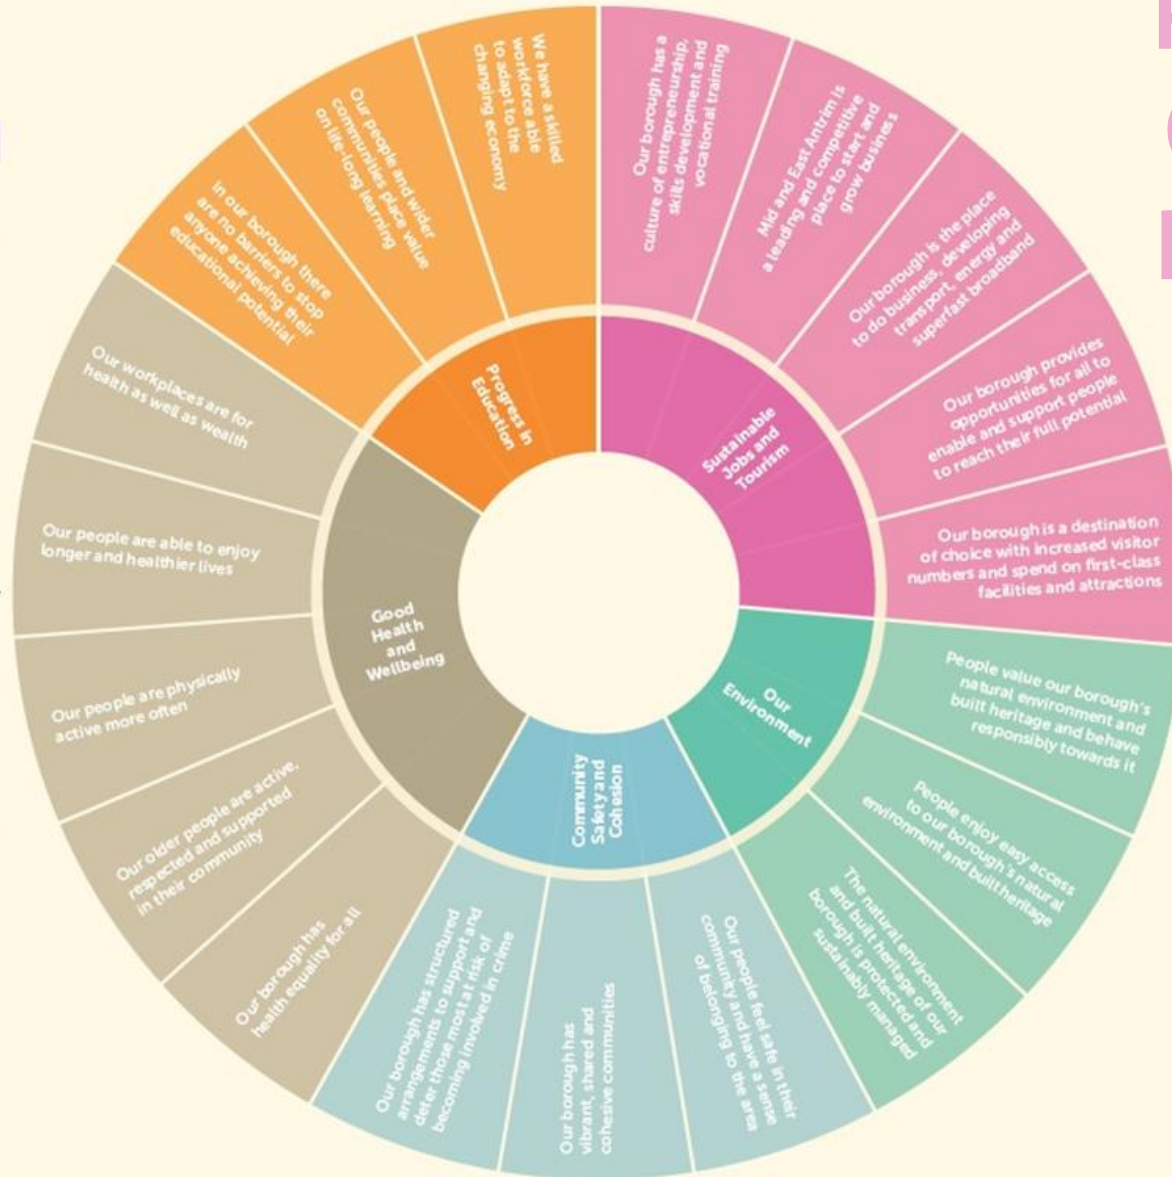 We have a skilled
workforce able
to adapt to the
changing economy
Our people and wider
communities place value
on life-long learning
In our borough there
are no barriers to stop
anyone achieving their
educational potential
Progress in
Education
Our borough has a
culture of entrepreneurship,
skills development and
vocational training
Mid and East Antrim is
a leading and competitive
place to start and
grow business
Our borough is the place
to do business, developing
transport, energy and
superfast broadband
Our borough provides
opportunities for all to
enable and support people
to reach their full potential
Our borough is a destination
of choice with increased visitor
numbers and spend on first-class
facilities and attractions
Sustainable
Jobs and
Tourism
People value our borough's
natural environment and
built heritage and behave
responsibly towards it
People enjoy easy access
to our borough's natural
environment and built heritage
The natural environment
and built heritage of our
borough is protected and
sustainably managed
Our
Environment
Our people feel safe in their
community and have a sense
of belonging to the area
Our borough has
vibrant, shared and
cohesive communities
Our borough has structured
arrangements to support and
deter those most at risk of
becoming involved in crime
Community
Safety and
Cohesion
Our borough has
health equality for all
Our older people are active,
respected and supported
in their community
Our people are physically
active more often
Our people are able to enjoy
longer and healthier lives
Our workplaces are for
health as well as wealth
Good
Health
and
Wellbeing